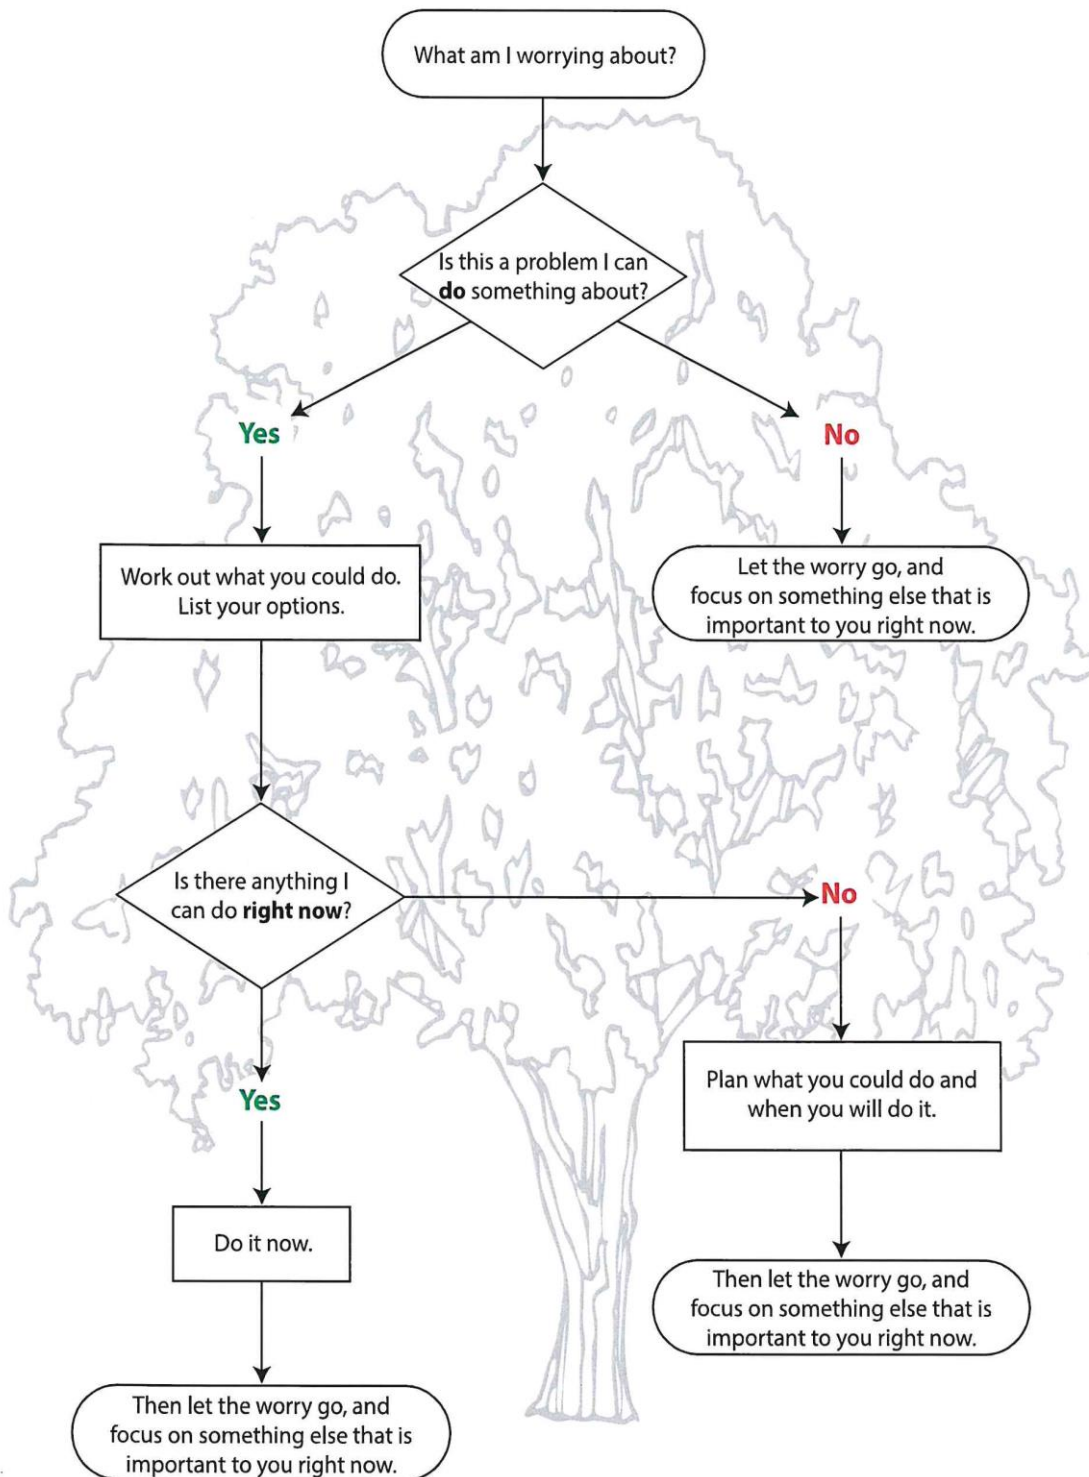 What am I worrying about?
Is this a problem I can
do something about?
Yes
No
Work out what you could do.
List your options.
Let the worry go, and
focus on something else that is
important to you right now.
Is there anything I
can do right now?
No
Yes
Plan what you could do and
when you will do it.
Do it now.
Then let the worry go, and
focus on something else that is
important to you right now.
Then let the worry go, and
focus on something else that is
important to you right now.